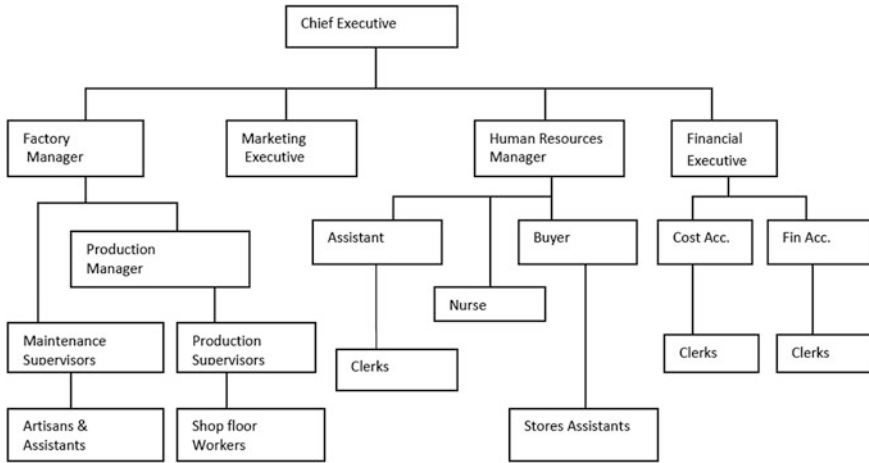 Chief Executive
Factory
Manager
Marketing
Executive
Human Resources
Manager
Financial
Executive
Assistant
Buyer
Cost Acc.
Fin Acc.
Production
Manager
Nurse
Maintenance
Supervisors
Production
Supervisors
Clerks
Clerks
Clerks
Artisans &
Assistants
Shop floor
Workers
Stores Assistants